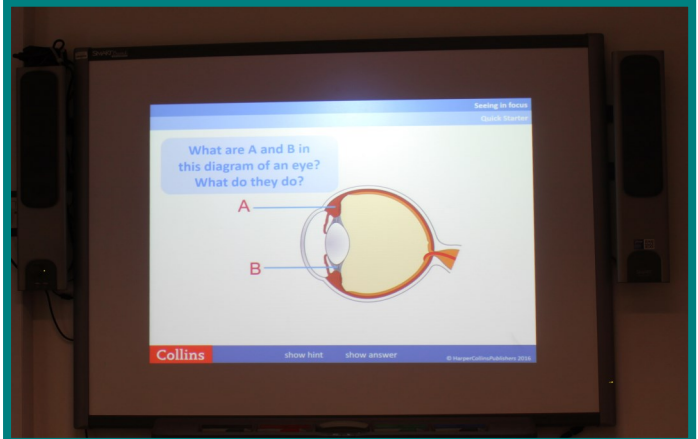 Seeing in focus
Quick Starter
What are A and B in
this diagram of an eye?
What do they do?
A
B
Collins
show hint
show answer
© HarperCollinsPublishers 2016